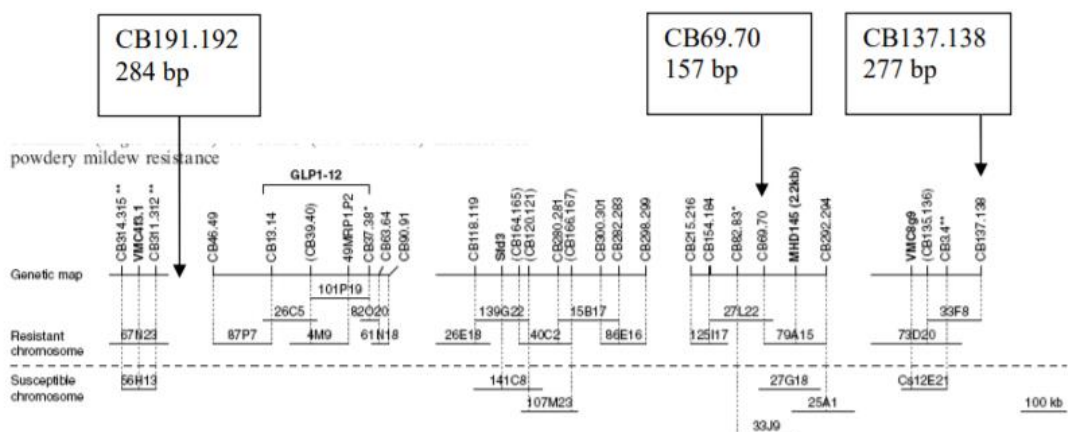 CB191.192
284 bp
CB69.70
157 bp
CB137.138
277 bp
powdery mildew resistance
GLP1-12
CB314.315 **
VMC4f3.1
CB311.312 **
CB46.49
CB13.14
(CB39.40)
49MRP1.P2
CB37.38*
CB63.64
CB90.91
CB118.119
Sfd3
(CB164.165)
(CB120.121)
CB280.281
(CB166.167)
CB300.301
CB282.283
CB298.299
CB215.216
CB154.184
CB82.83*
CB69.70
MHD145 (2.2kb)
CB292.294
VMC8g9
(CB135.136)
CB3.4**
CB137.138
Genetic map
101P19
26C5
82O20
139G22
15B17
27L22
33F8
Resistant
chromosome
67N23
87P7
4M9
61N18
26E18
40C2
86E16
125I17
79A15
73D20
Susceptible
chromosome
56H13
141C8
27G18
Cs12E21
107M23
25A1
100 kb
33J9